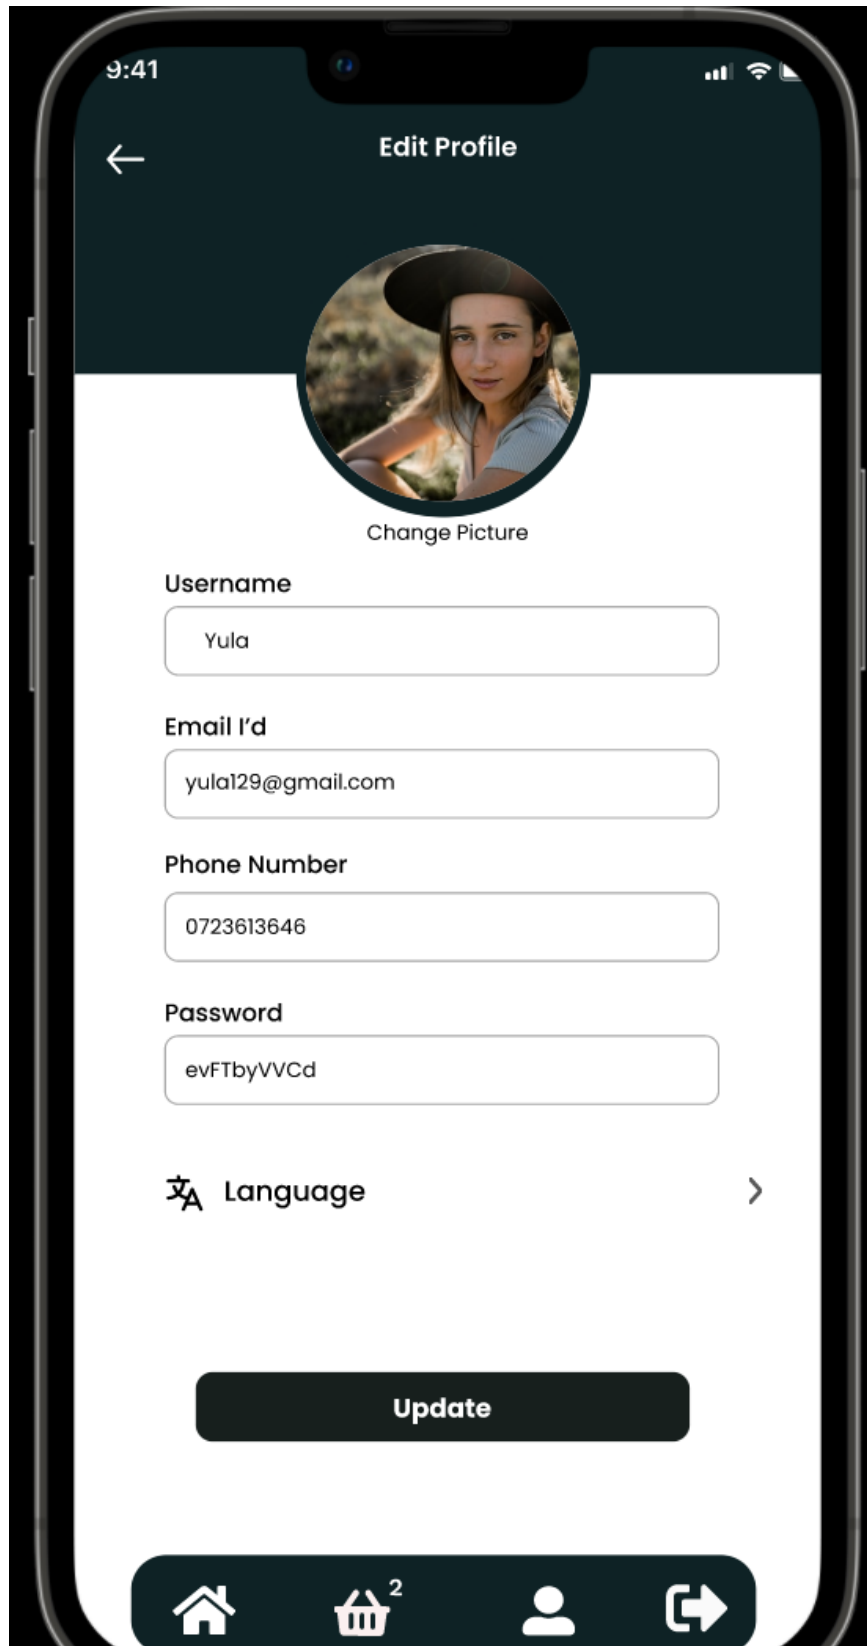 9:41
Edit Profile
Change Picture
Username
Yula
Email I'd
yula129@gmail.com
Phone Number
0723613646
Password
evFTbyVVCd
Language
Update
2